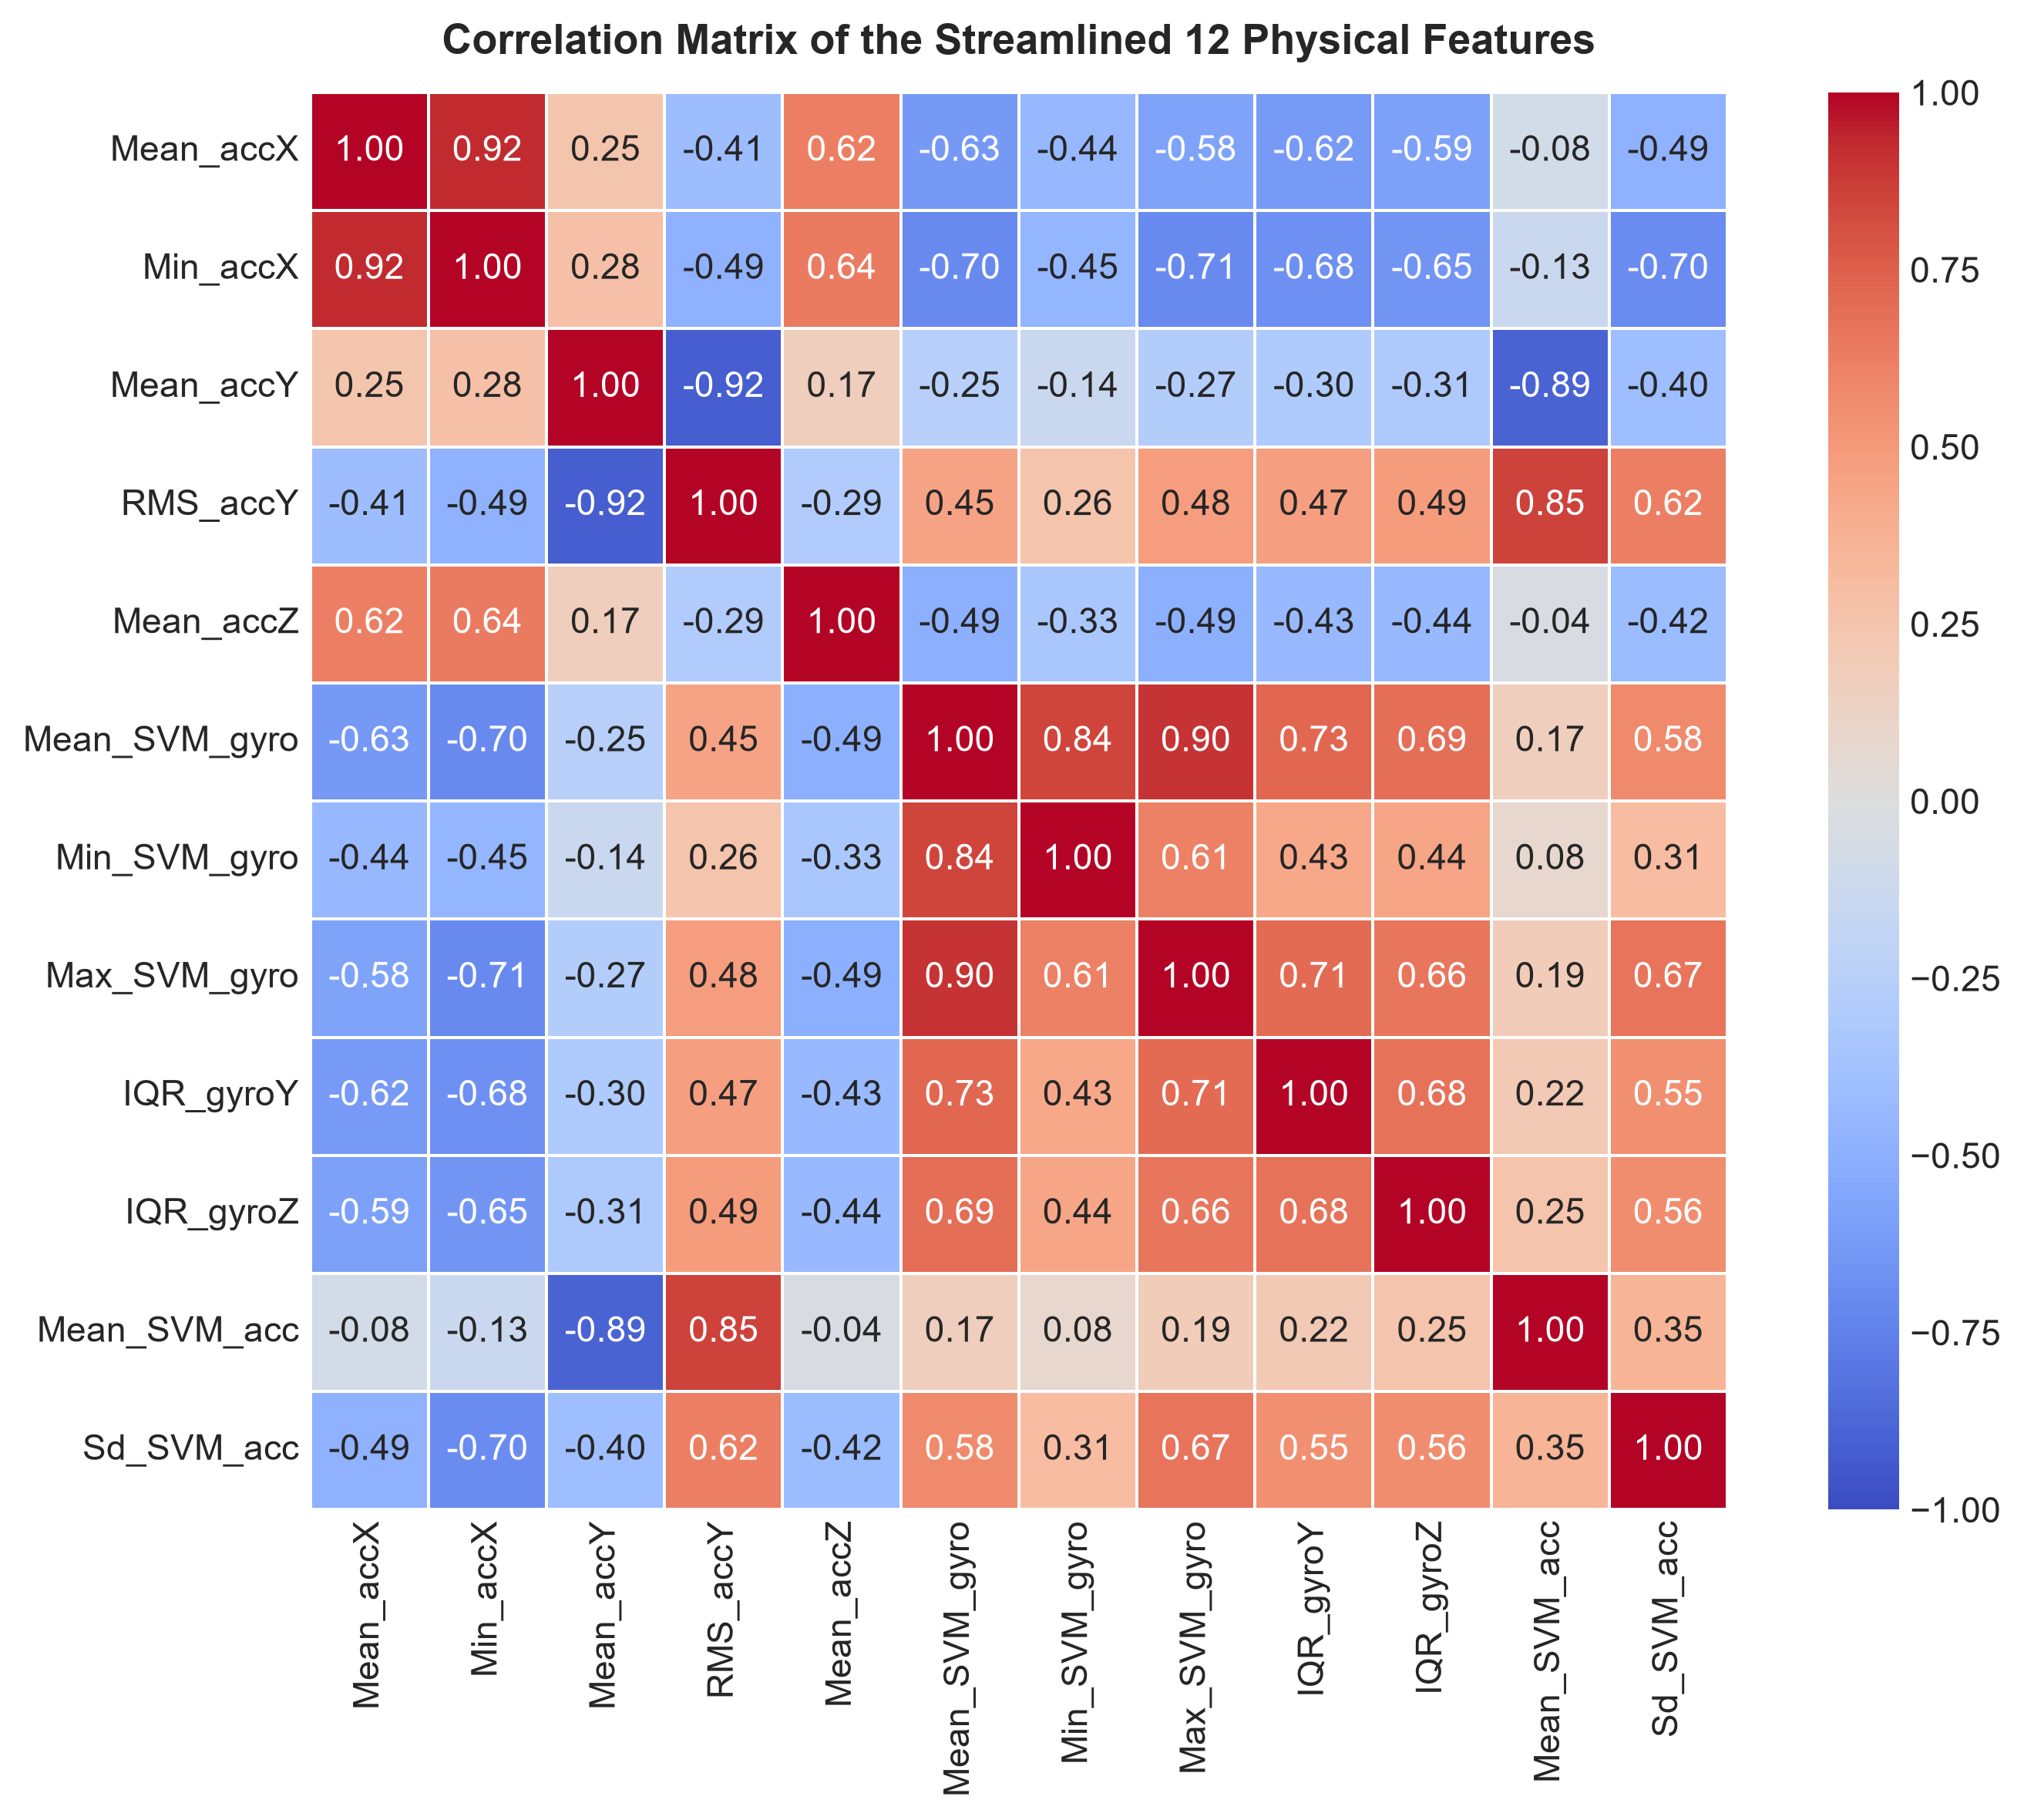 Correlation Matrix of the Streamlined 12 Physical Features
Mean_accX 1.00 0.92 0.25 -0.41 0.62 -0.63 -0.44 -0.58 -0.62 -0.59 -0.08 -0.49
Min_accX 0.92 1.00 0.28 -0.49 0.64 -0.70 -0.45 -0.71 -0.68 -0.65 -0.13 -0.70
Mean_accY 0.25 0.28 1.00 -0.92 0.17 -0.25 -0.14 -0.27 -0.30 -0.31 -0.89 -0.40
RMS_accY -0.41 -0.49 -0.92 1.00 -0.29 0.45 0.26 0.48 0.47 0.49 0.85 0.62
Mean_accZ 0.62 0.64 0.17 -0.29 1.00 -0.49 -0.33 -0.49 -0.43 -0.44 -0.04 -0.42
Mean_SVM_gyro -0.63 -0.70 -0.25 0.45 -0.49 1.00 0.84 0.90 0.73 0.69 0.17 0.58
Min_SVM_gyro -0.44 -0.45 -0.14 0.26 -0.33 0.84 1.00 0.61 0.43 0.44 0.08 0.31
Max_SVM_gyro -0.58 -0.71 -0.27 0.48 -0.49 0.90 0.61 1.00 0.71 0.66 0.19 0.67
IQR_gyroY -0.62 -0.68 -0.30 0.47 -0.43 0.73 0.43 0.71 1.00 0.68 0.22 0.55
IQR_gyroZ -0.59 -0.65 -0.31 0.49 -0.44 0.69 0.44 0.66 0.68 1.00 0.25 0.56
Mean_SVM_acc -0.08 -0.13 -0.89 0.85 -0.04 0.17 0.08 0.19 0.22 0.25 1.00 0.35
Sd_SVM_acc -0.49 -0.70 -0.40 0.62 -0.42 0.58 0.31 0.67 0.55 0.56 0.35 1.00
Mean_accX
Min_accX
Mean_accY
RMS_accY
Mean_accZ
Mean_SVM_gyro
Min_SVM_gyro
Max_SVM_gyro
IQR_gyroY
IQR_gyroZ
Mean_SVM_acc
Sd_SVM_acc
1.00
0.75
0.50
0.25
0.00
−0.25
−0.50
−0.75
−1.00